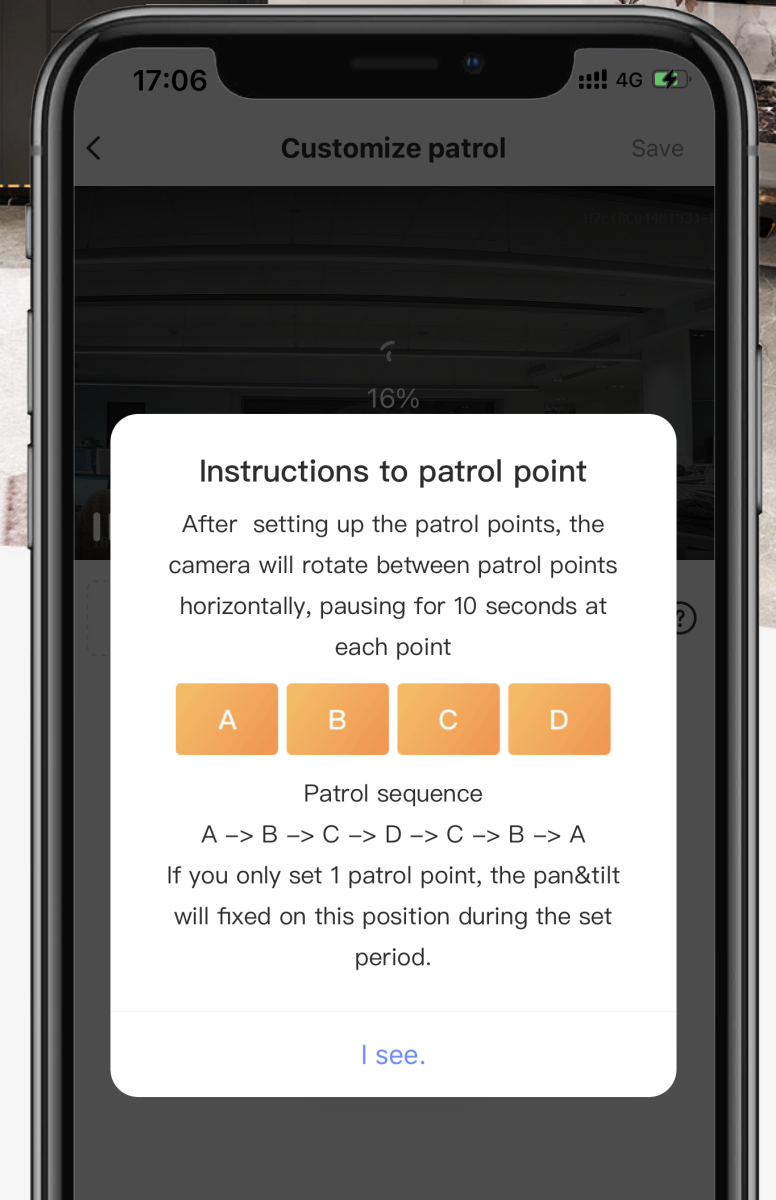 17:06
4G
Customize patrol
Save
16%
Instructions to patrol point
After  setting up the patrol points, the
camera will rotate between patrol points
horizontally, pausing for 10 seconds at
each point
?
A B C D
Patrol sequence
A –> B –> C –> D –> C –> B –> A
If you only set 1 patrol point, the pan&tilt
will fixed on this position during the set
period.
I see.